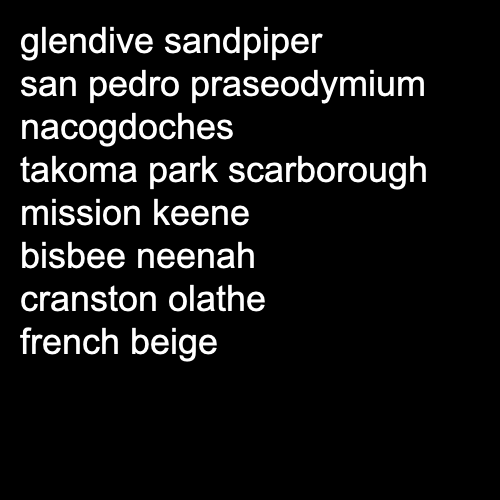 glendive sandpiper
san pedro praseodymium
nacogdoches
takoma park scarborough
mission keene
bisbee neenah
cranston olathe
french beige